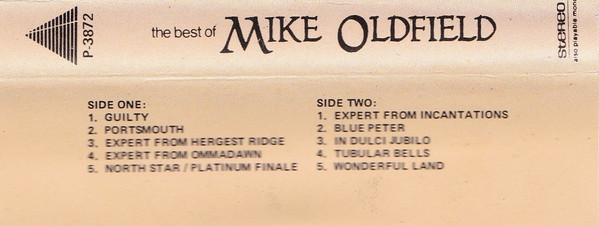 P-3872
the best of MIKE OLDFIELD
stereo
also playable mono
SIDE ONE:
1. GUILTY
2. PORTSMOUTH
3. EXPERT FROM HERGEST RIDGE
4. EXPERT FROM OMMADAWN
5. NORTH STAR / PLATINUM FINALE
SIDE TWO:
1. EXPERT FROM INCANTATIONS
2. BLUE PETER
3. IN DULCI JUBILO
4. TUBULAR BELLS
5. WONDERFUL LAND